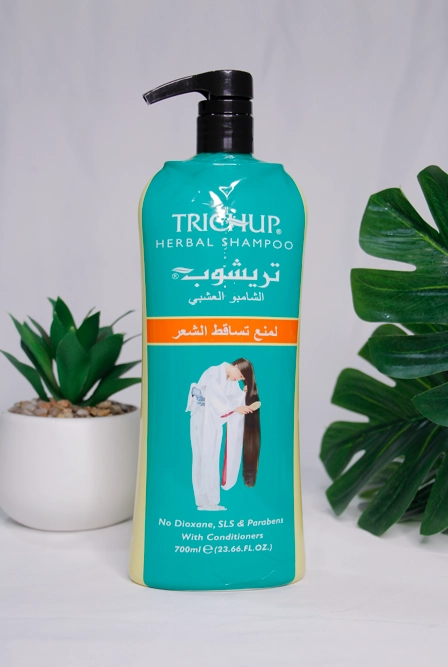 TRICHUP®
HERBAL SHAMPOO
تريشوب®
الشامبو العشبي
لمنع تساقط الشعر
No Dioxane, SLS & Parabens
With Conditioners
700ml ℮ (23.66.FL.OZ.)